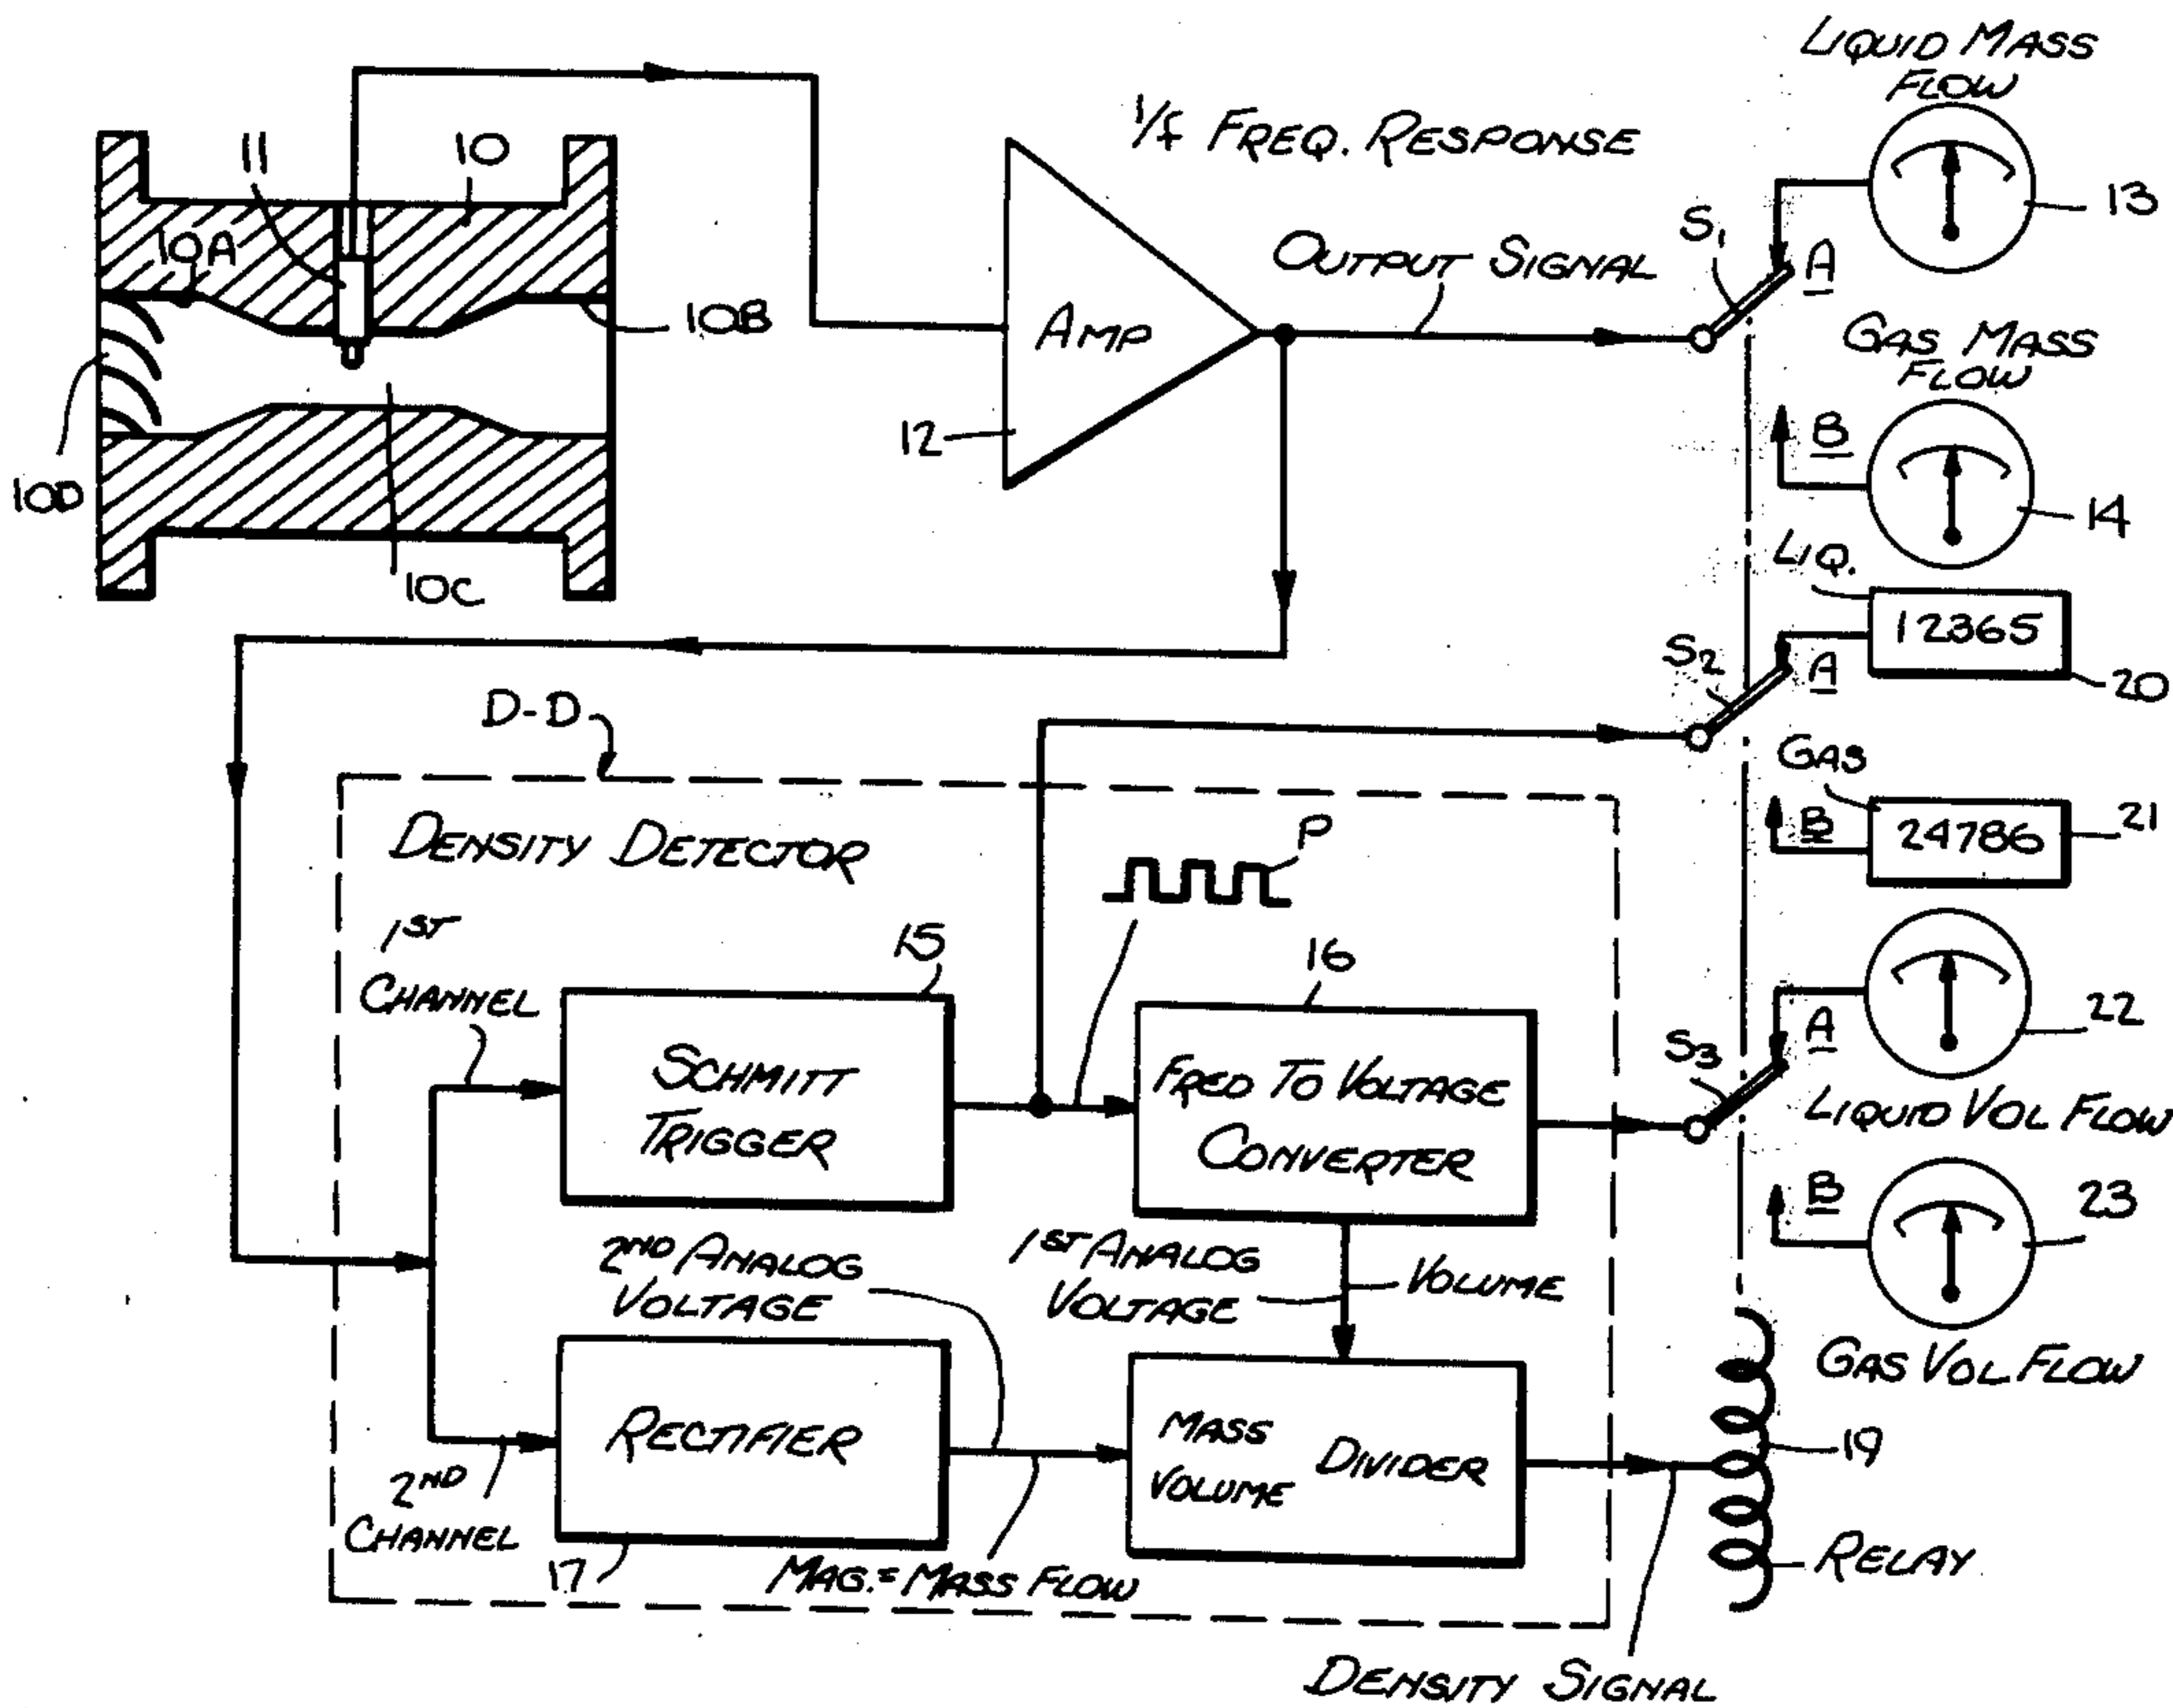 LIQUID MASS
FLOW
1/f FREQ. RESPONSE
11
10
10A
10B
10D
10C
AMP
12
OUTPUT SIGNAL
S1
A
13
GAS MASS
FLOW
B
14
LIQ.
12365
20
S2
A
GAS
24786
21
B
D-D
DENSITY DETECTOR
P
1ST
CHANNEL
15
16
SCHMITT
TRIGGER
FREQ TO VOLTAGE
CONVERTER
S3
A
22
LIQUID VOL FLOW
B
23
GAS VOL FLOW
2ND ANALOG
VOLTAGE
1ST ANALOG
VOLTAGE
VOLUME
RECTIFIER
MASS
VOLUME
DIVIDER
19
2ND
CHANNEL
17
MAG.=MASS FLOW
RELAY
DENSITY SIGNAL